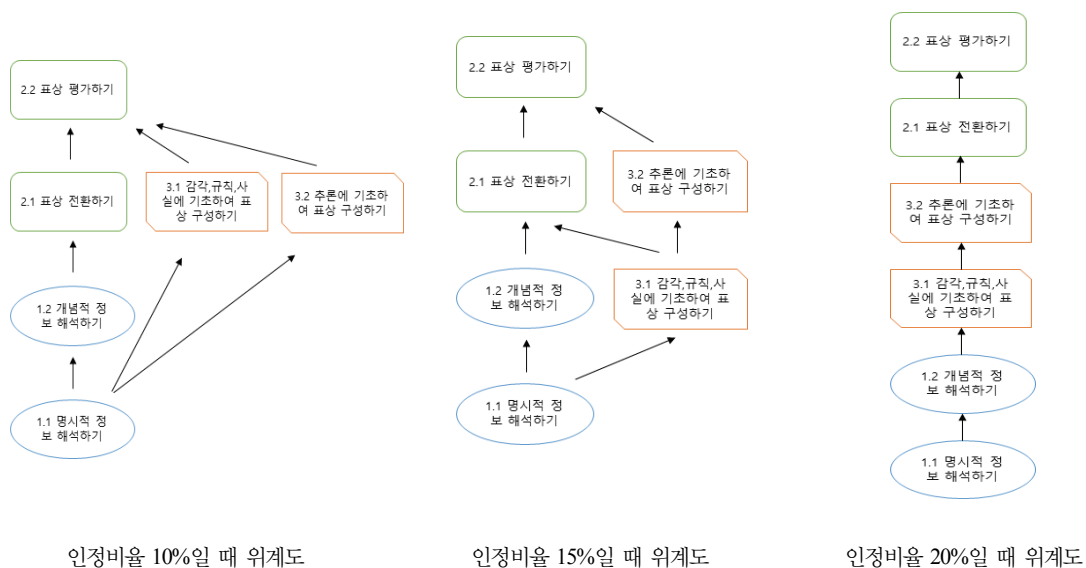 2.2 표상 평가하기
2.1 표상 전환하기
3.1 감각,규칙,사
실에 기초하여 표
상 구성하기
3.2 추론에 기초하
여 표상 구성하기
1.2 개념적 정
보 해석하기
1.1 명시적 정
보 해석하기
인정비율 10%일 때 위계도
2.2 표상 평가하기
2.1 표상 전환하기
3.2 추론에 기초하
여 표상 구성하기
1.2 개념적 정
보 해석하기
3.1 감각,규칙,사
실에 기초하여 표
상 구성하기
1.1 명시적 정
보 해석하기
인정비율 15%일 때 위계도
2.2 표상 평가하기
2.1 표상 전환하기
3.2 추론에 기초하
여 표상 구성하기
3.1 감각,규칙,사
실에 기초하여 표
상 구성하기
1.2 개념적 정
보 해석하기
1.1 명시적 정
보 해석하기
인정비율 20%일 때 위계도